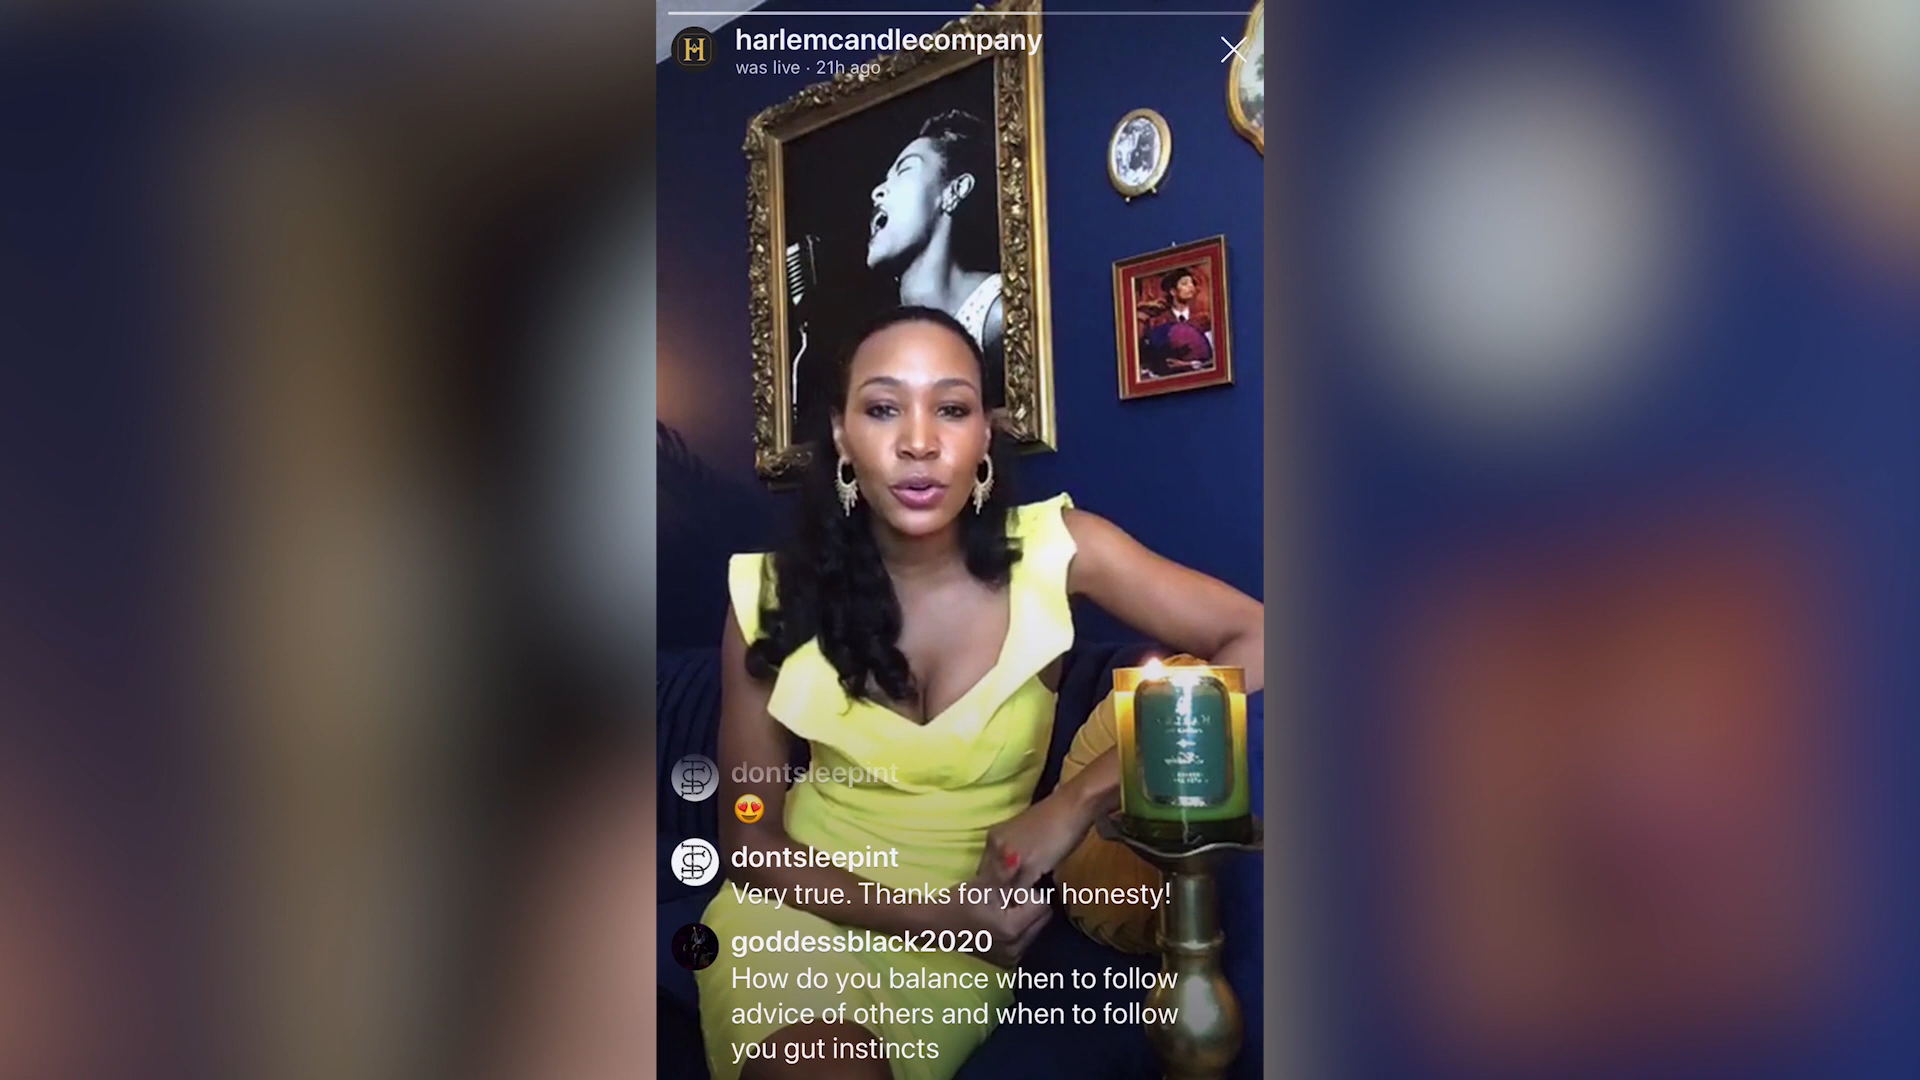 H
harlemcandlecompany
was live · 21h ago
dontsleepint
😍
dontsleepint
Very true. Thanks for your honesty!
goddessblack2020
How do you balance when to follow
advice of others and when to follow
you gut instincts